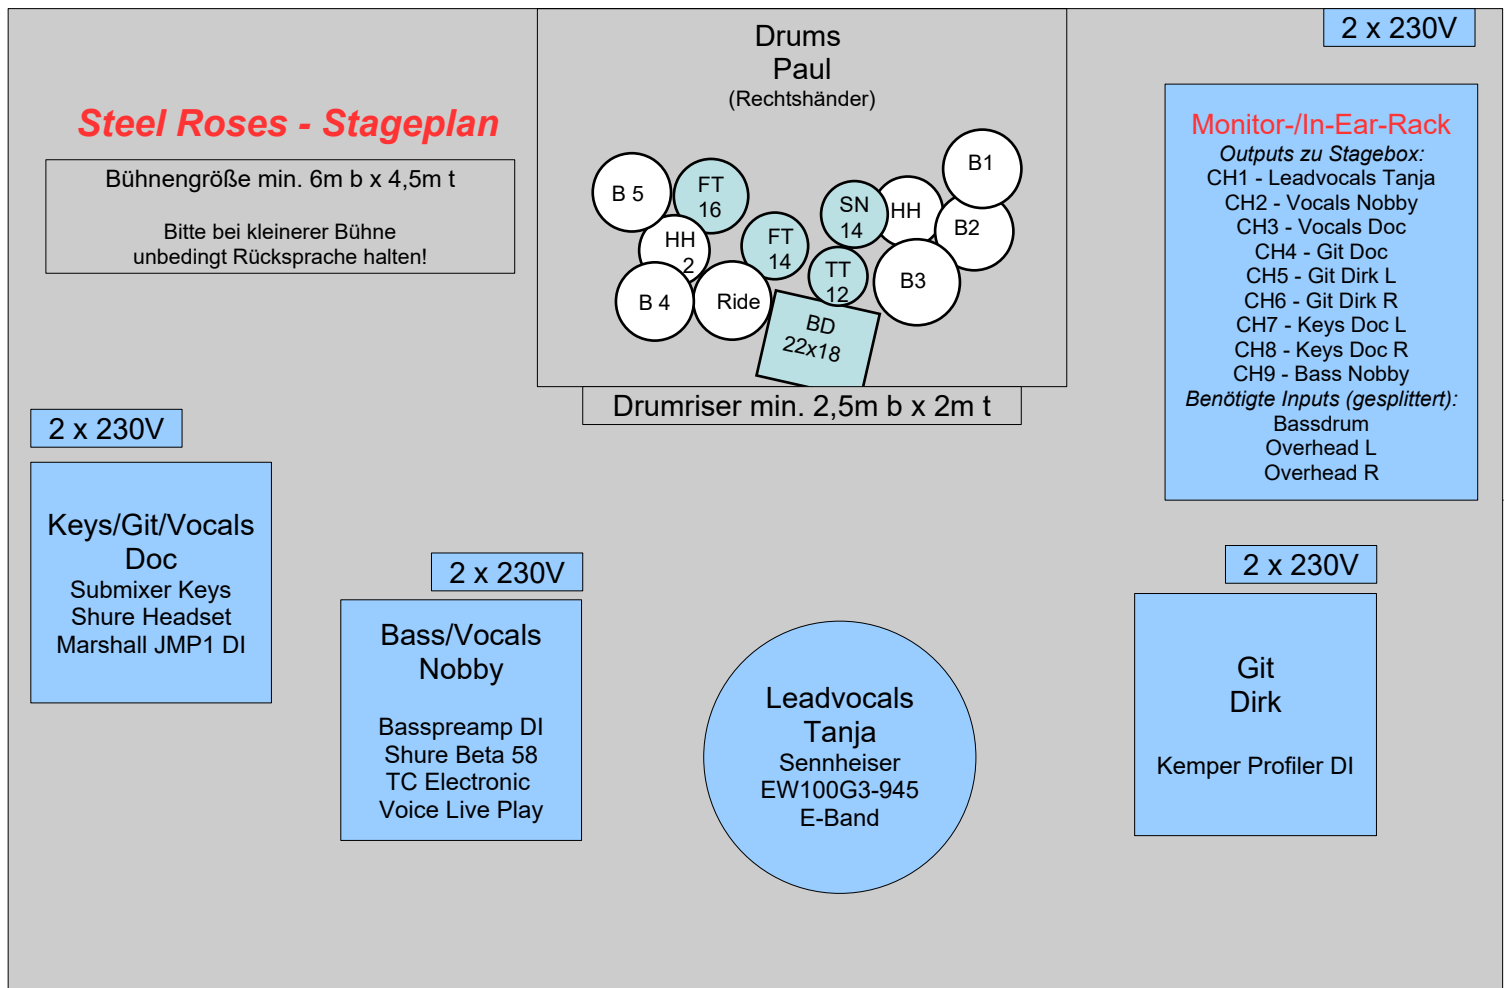 2 x 230V
Drums
Paul
(Rechtshänder)
Steel Roses - Stageplan
Bühnengröße min. 6m b x 4,5m t
Bitte bei kleinerer Bühne
unbedingt Rücksprache halten!
B 5
FT
16
HH
2
B 4
Ride
FT
14
SN
14
TT
12
HH
B1
B2
B3
BD
22x18
Drumriser min. 2,5m b x 2m t
Monitor-/In-Ear-Rack
Outputs zu Stagebox:
CH1 - Leadvocals Tanja
CH2 - Vocals Nobby
CH3 - Vocals Doc
CH4 - Git Doc
CH5 - Git Dirk L
CH6 - Git Dirk R
CH7 - Keys Doc L
CH8 - Keys Doc R
CH9 - Bass Nobby
Benötigte Inputs (gesplittert):
Bassdrum
Overhead L
Overhead R
2 x 230V
Keys/Git/Vocals
Doc
Submixer Keys
Shure Headset
Marshall JMP1 DI
2 x 230V
Bass/Vocals
Nobby
Basspreamp DI
Shure Beta 58
TC Electronic
Voice Live Play
Leadvocals
Tanja
Sennheiser
EW100G3-945
E-Band
2 x 230V
Git
Dirk
Kemper Profiler DI